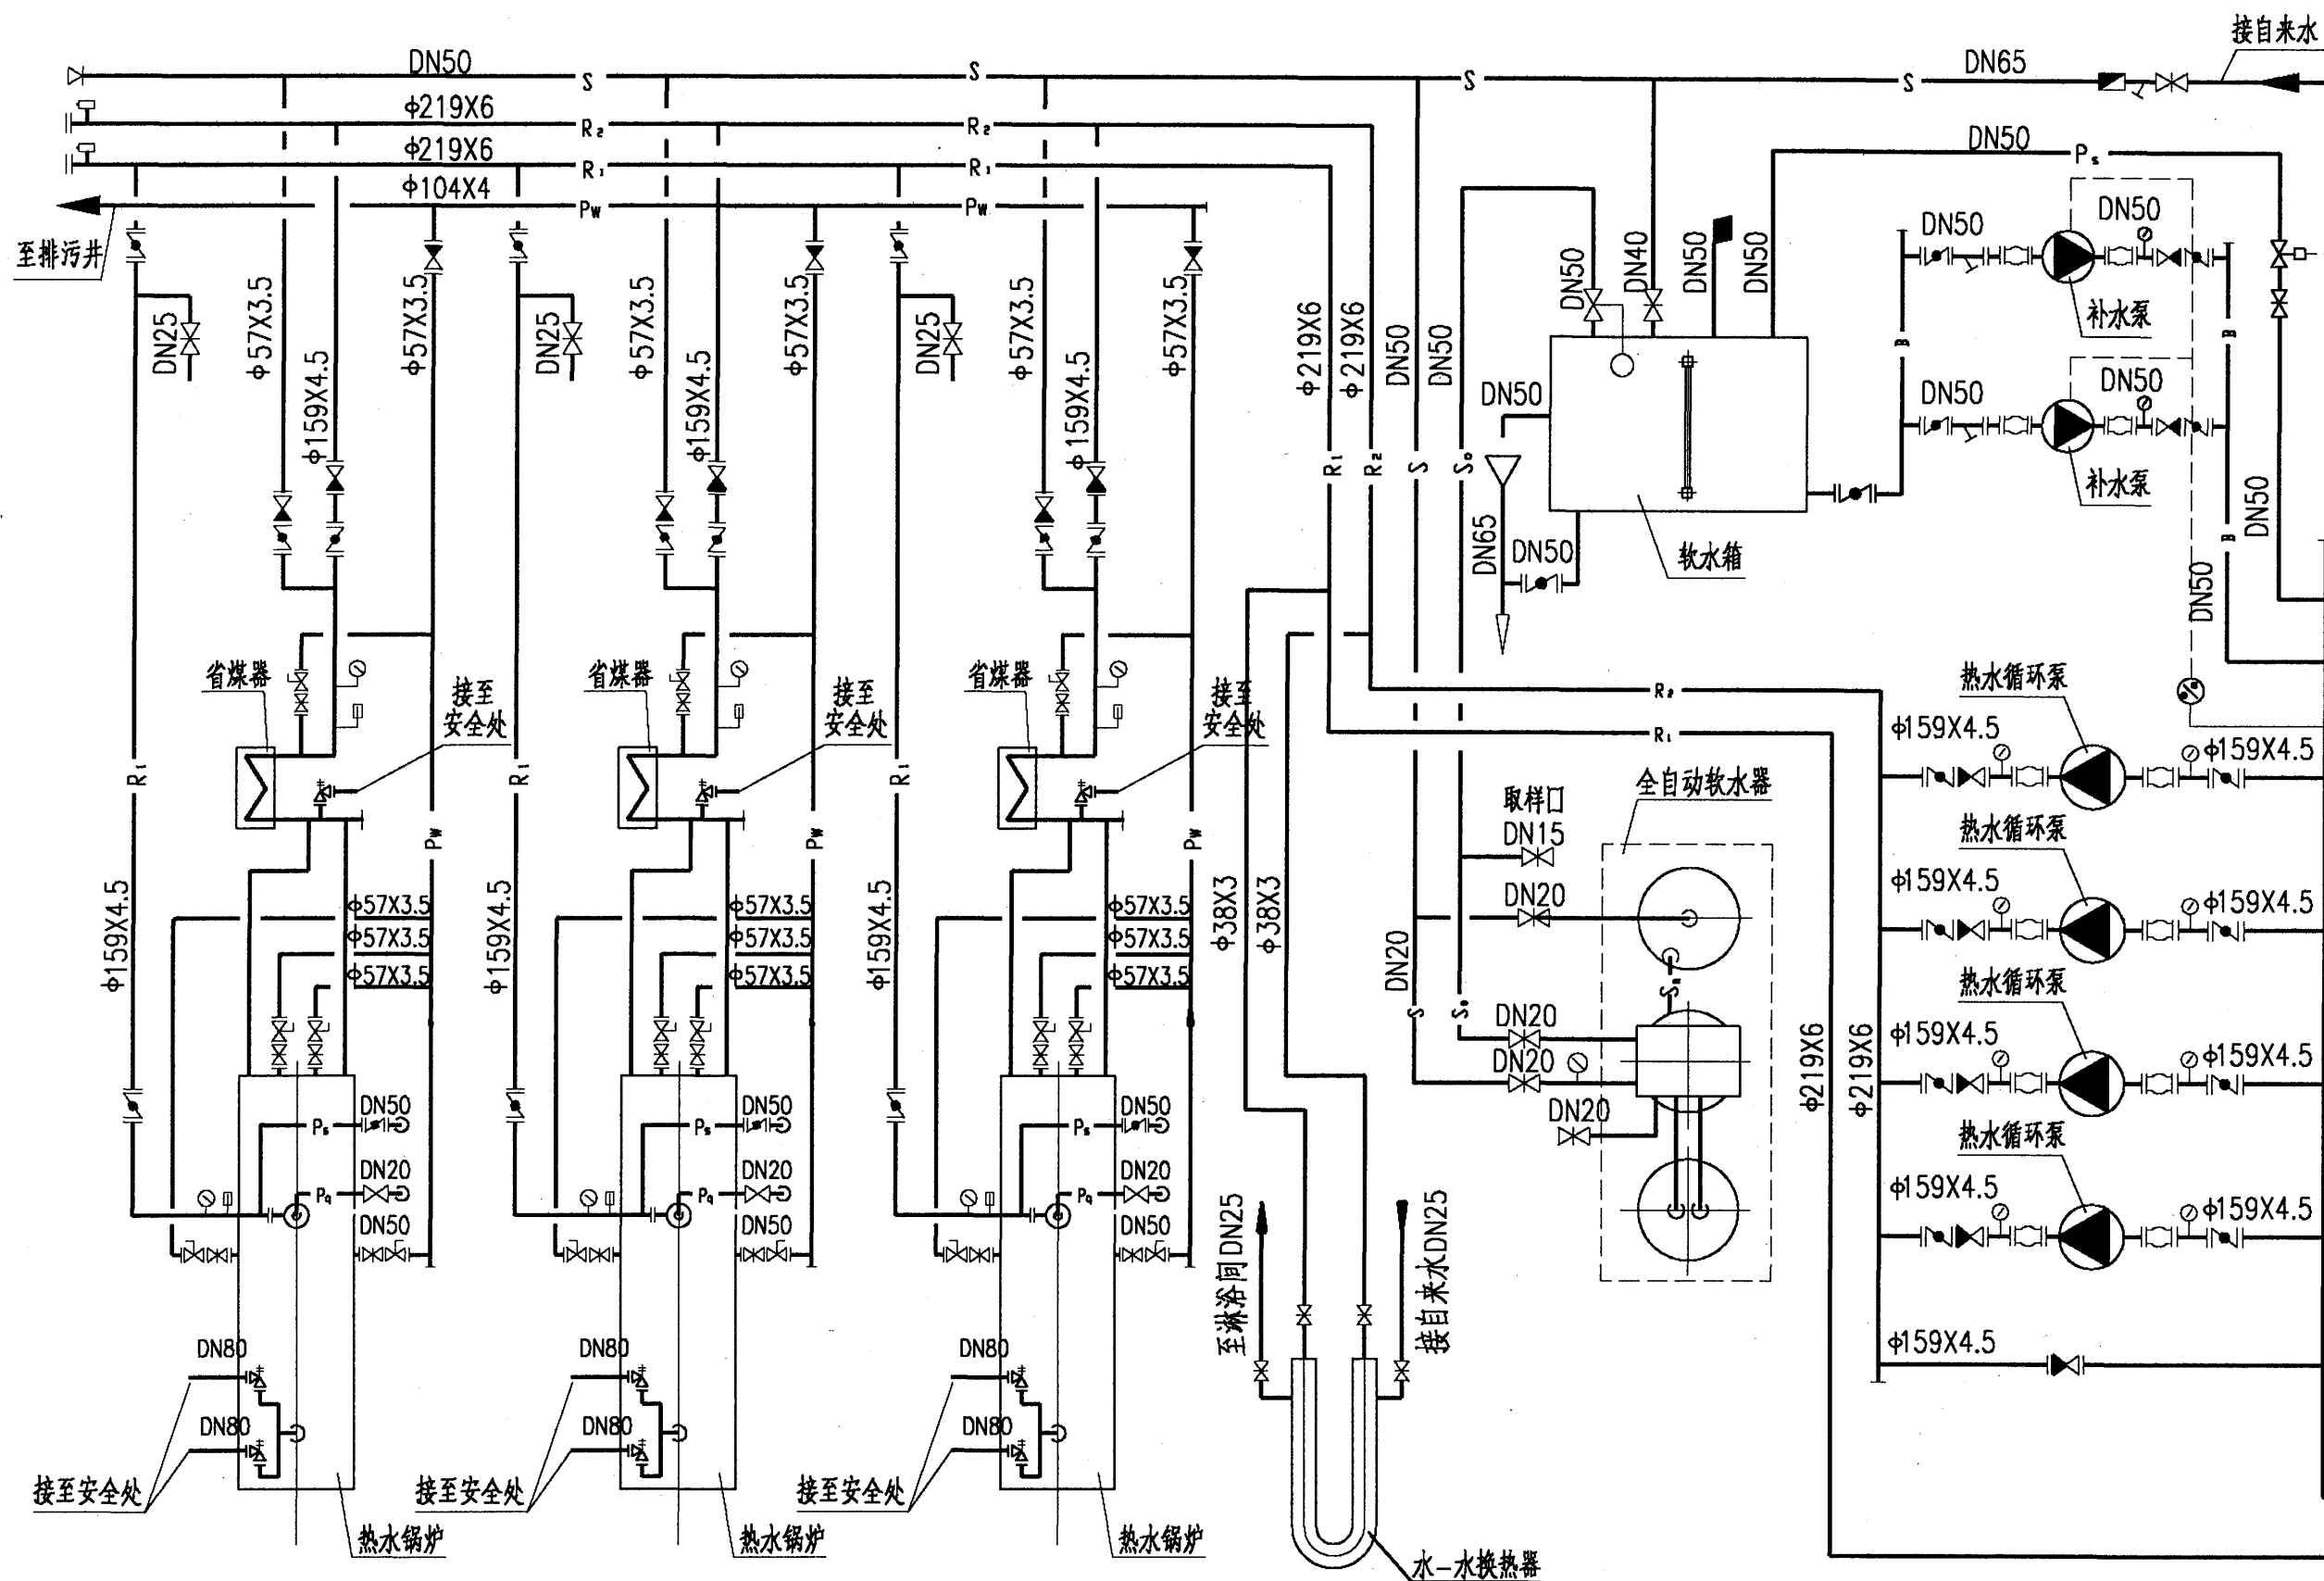 接自来水
DN50
S
S
S
S
DN65
φ219X6
R₂
R₂
φ219X6
R₁
R₁
φ104X4
Pw
Pw
至排污井
DN50
Ps
DN25
φ57X3.5
φ159X4.5
φ57X3.5
DN25
φ57X3.5
φ159X4.5
φ57X3.5
DN25
φ57X3.5
φ159X4.5
φ57X3.5
φ219X6
φ219X6
DN50
DN50
R₁
R₂
S
S₀
DN50
DN40
DN50
DN50
DN50
DN65
DN50
软水箱
DN50
DN50
补水泵
B
B
DN50
DN50
补水泵
B
DN50
DN50
省煤器
接至
安全处
省煤器
接至
安全处
省煤器
接至
安全处
R₁
Pw
R₁
Pw
R₁
Pw
R₂
R₁
φ159X4.5
φ57X3.5
φ57X3.5
φ57X3.5
φ159X4.5
φ57X3.5
φ57X3.5
φ57X3.5
φ159X4.5
φ57X3.5
φ57X3.5
φ57X3.5
φ38X3
φ38X3
全自动软水器
取样口
DN15
DN20
DN20
S
S₀
Sn
DN20
DN20
DN20
热水循环泵
φ159X4.5
φ159X4.5
热水循环泵
φ159X4.5
φ159X4.5
热水循环泵
φ159X4.5
φ159X4.5
热水循环泵
φ159X4.5
φ159X4.5
φ219X6
φ219X6
φ159X4.5
DN50
Ps
DN20
Pq
DN50
DN50
Ps
DN20
Pq
DN50
DN50
Ps
DN20
Pq
DN50
至淋浴间DN25
接自来水DN25
DN80
DN80
接至安全处
热水锅炉
DN80
DN80
接至安全处
热水锅炉
DN80
DN80
接至安全处
热水锅炉
水-水换热器